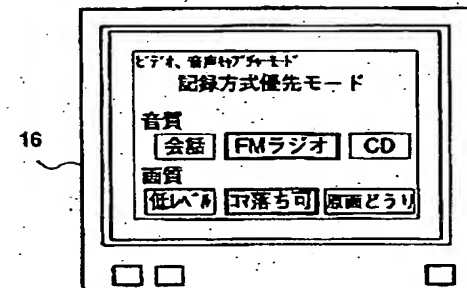 ビデオ、音声キャプチャーモード
記録方式優先モード
音質
会話 FMラジオ CD
画質
低レベル コマ落ち可 原画どうり
16